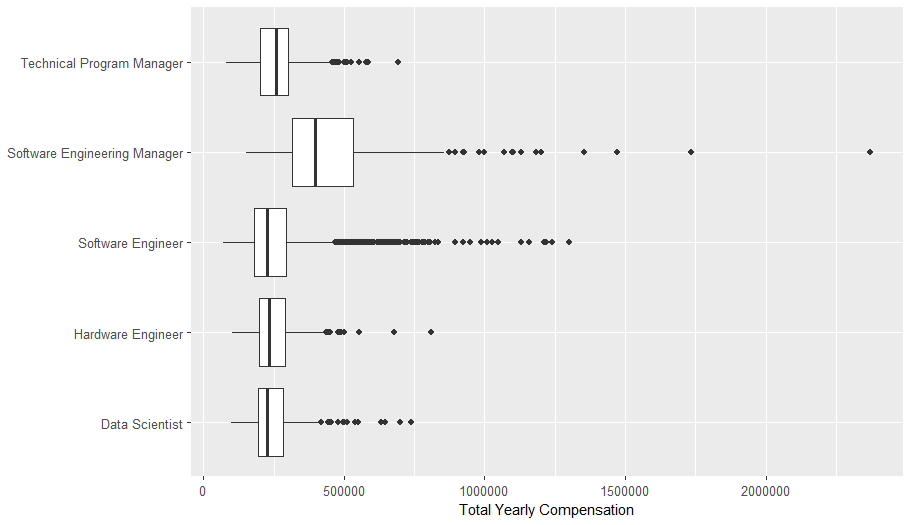 Technical Program Manager
Software Engineering Manager
Software Engineer
Hardware Engineer
Data Scientist
0 500000 1000000 1500000 2000000
Total Yearly Compensation